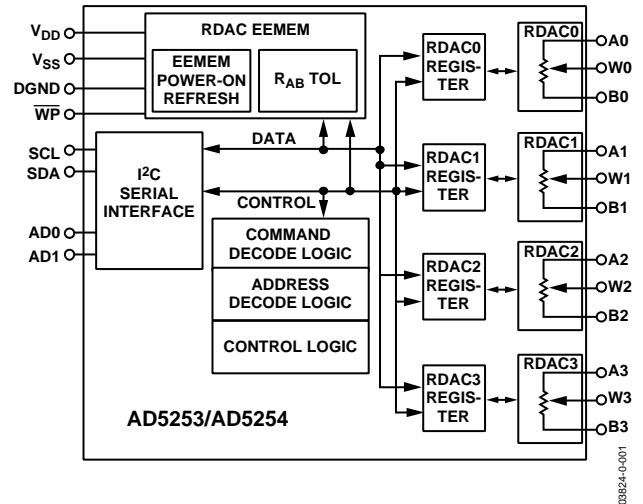 V_DD
V_SS
DGND
WP
SCL
SDA
AD0
AD1
RDAC EEMEM
EEMEM
POWER-ON
REFRESH
R_AB TOL
DATA
I²C
SERIAL
INTERFACE
CONTROL
COMMAND
DECODE LOGIC
ADDRESS
DECODE LOGIC
CONTROL LOGIC
AD5253/AD5254
RDAC0
REGIS-
TER
RDAC0
A0
W0
B0
RDAC1
REGIS-
TER
RDAC1
A1
W1
B1
RDAC2
REGIS-
TER
RDAC2
A2
W2
B2
RDAC3
REGIS-
TER
RDAC3
A3
W3
B3
03824-0-001